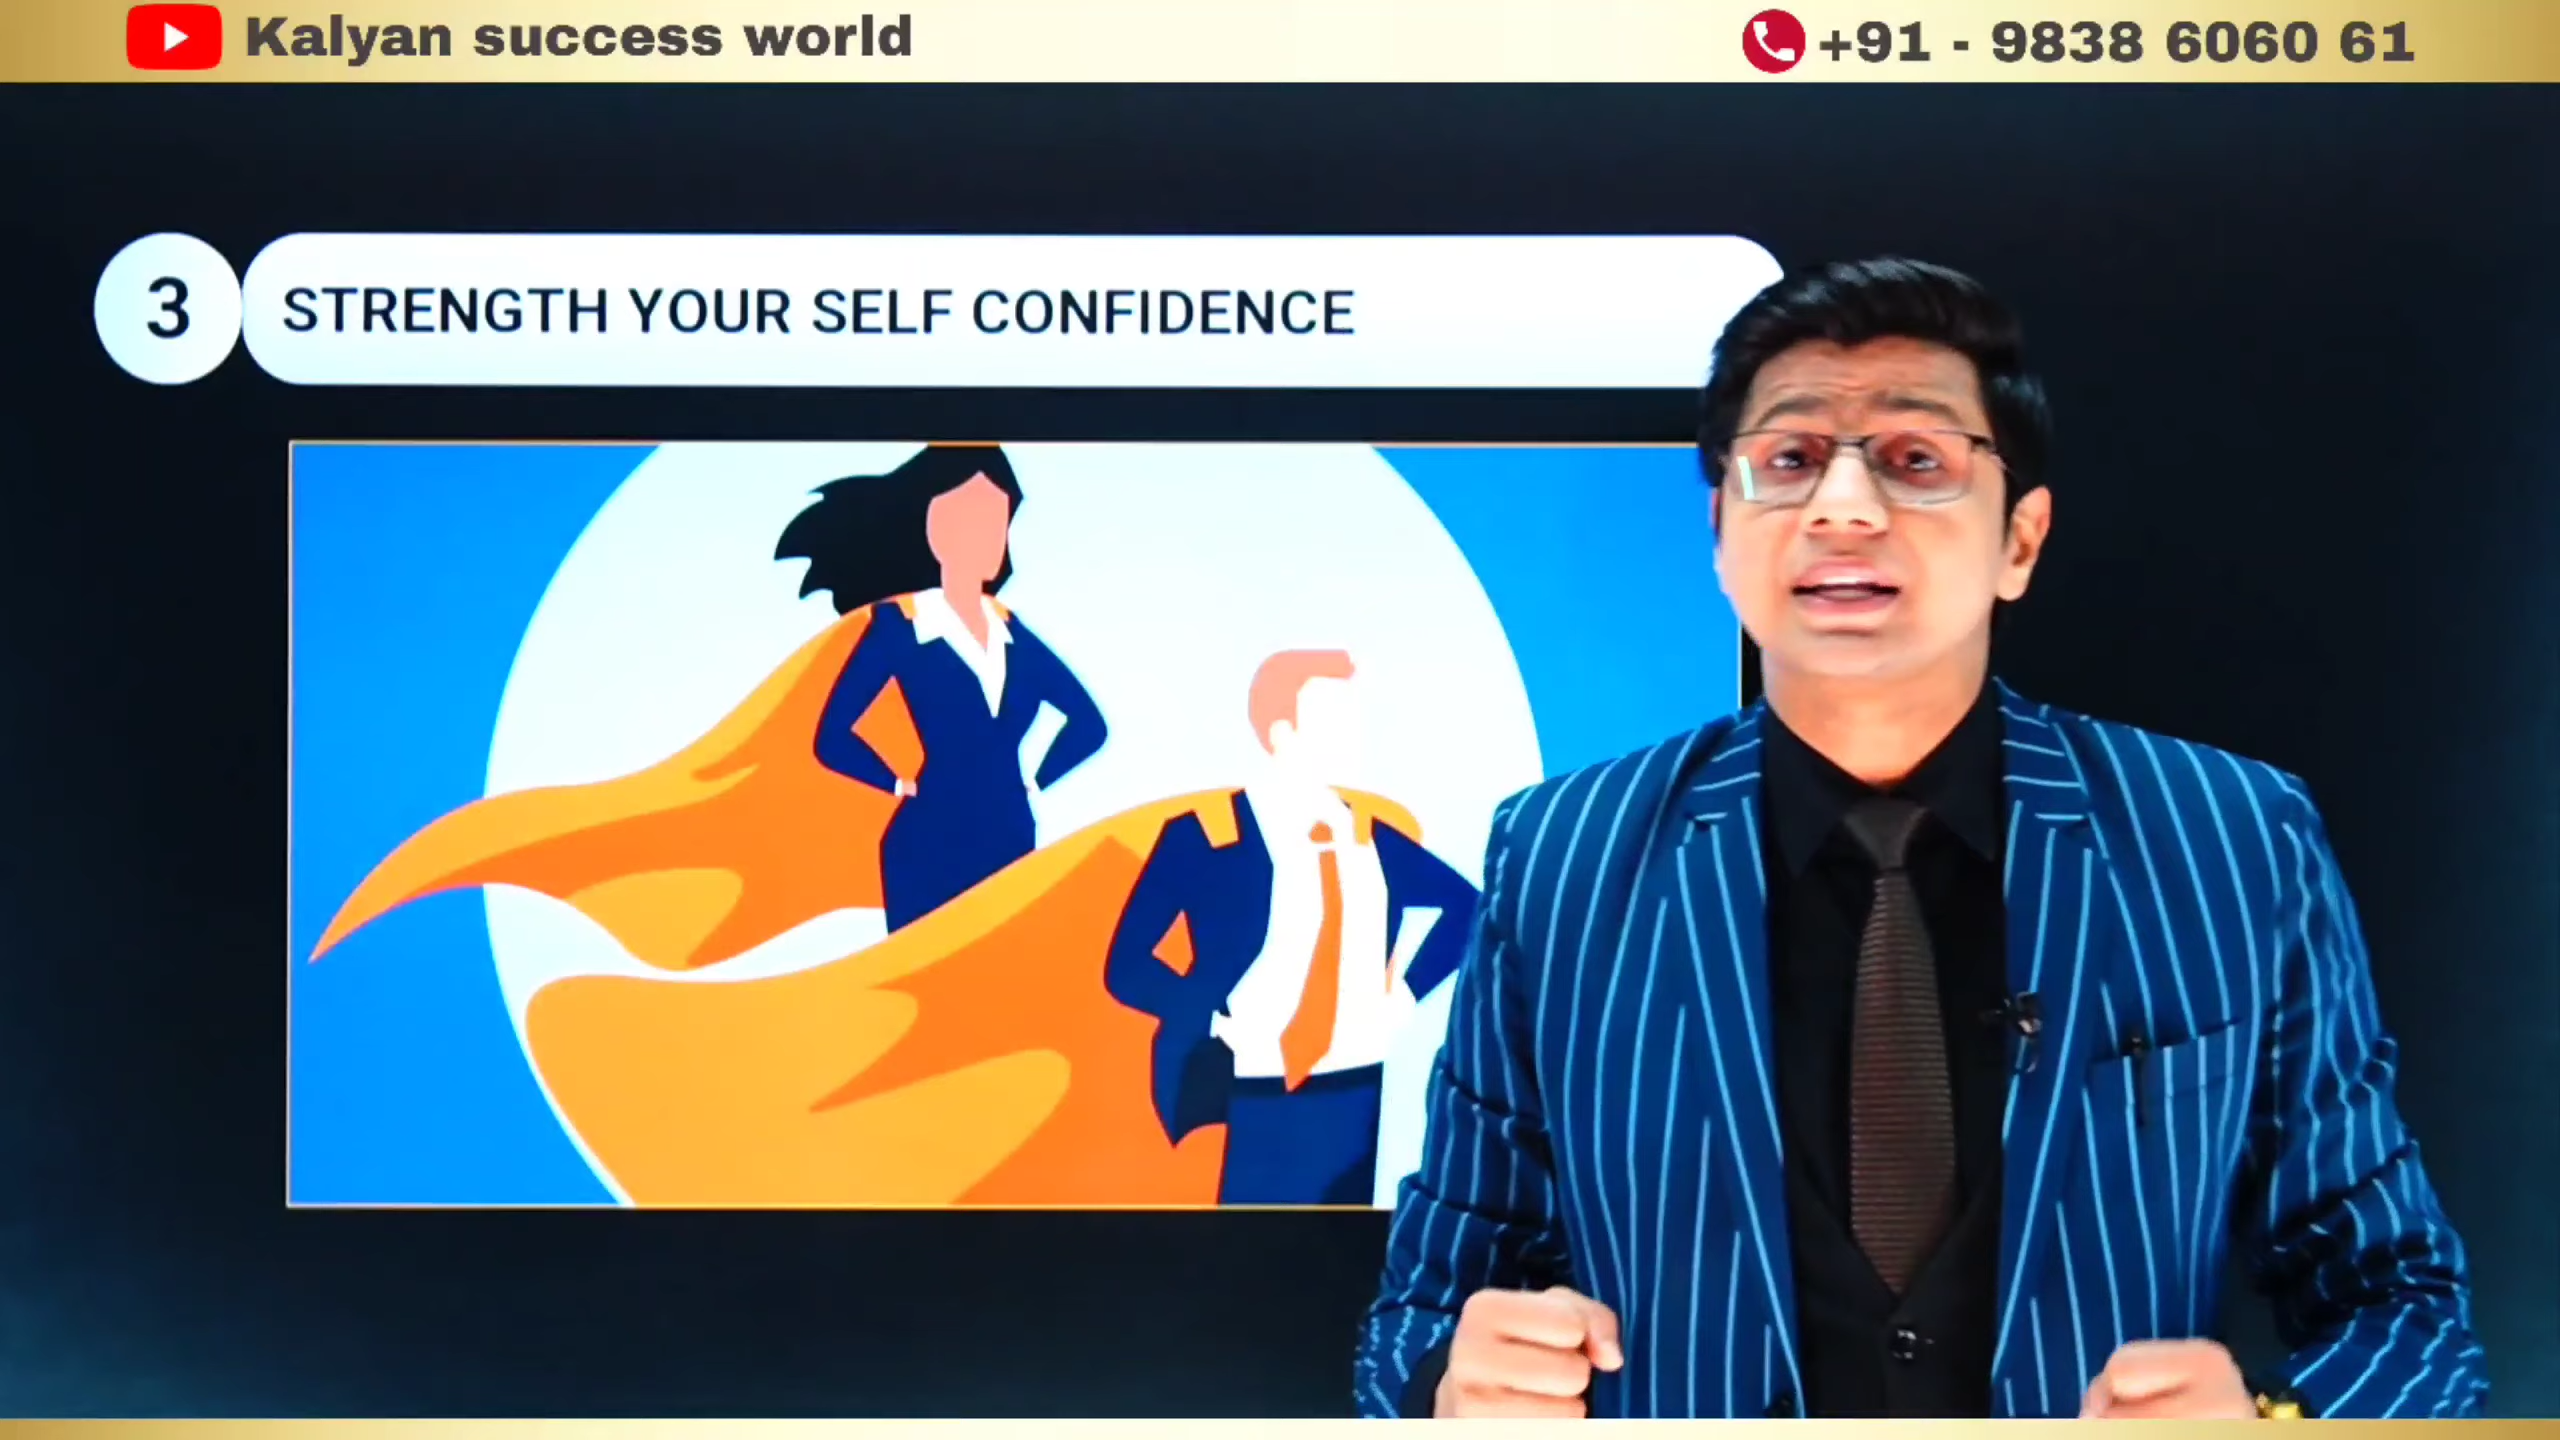 Kalyan success world
+91 - 9838 6060 61
3
STRENGTH YOUR SELF CONFIDENCE